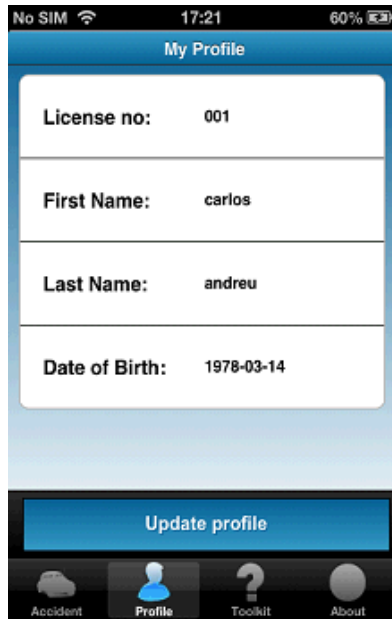 No SIM 17:21 60%
My Profile
License no: 001
First Name: carlos
Last Name: andreu
Date of Birth: 1978-03-14
Update profile
Accident Profile Toolkit About